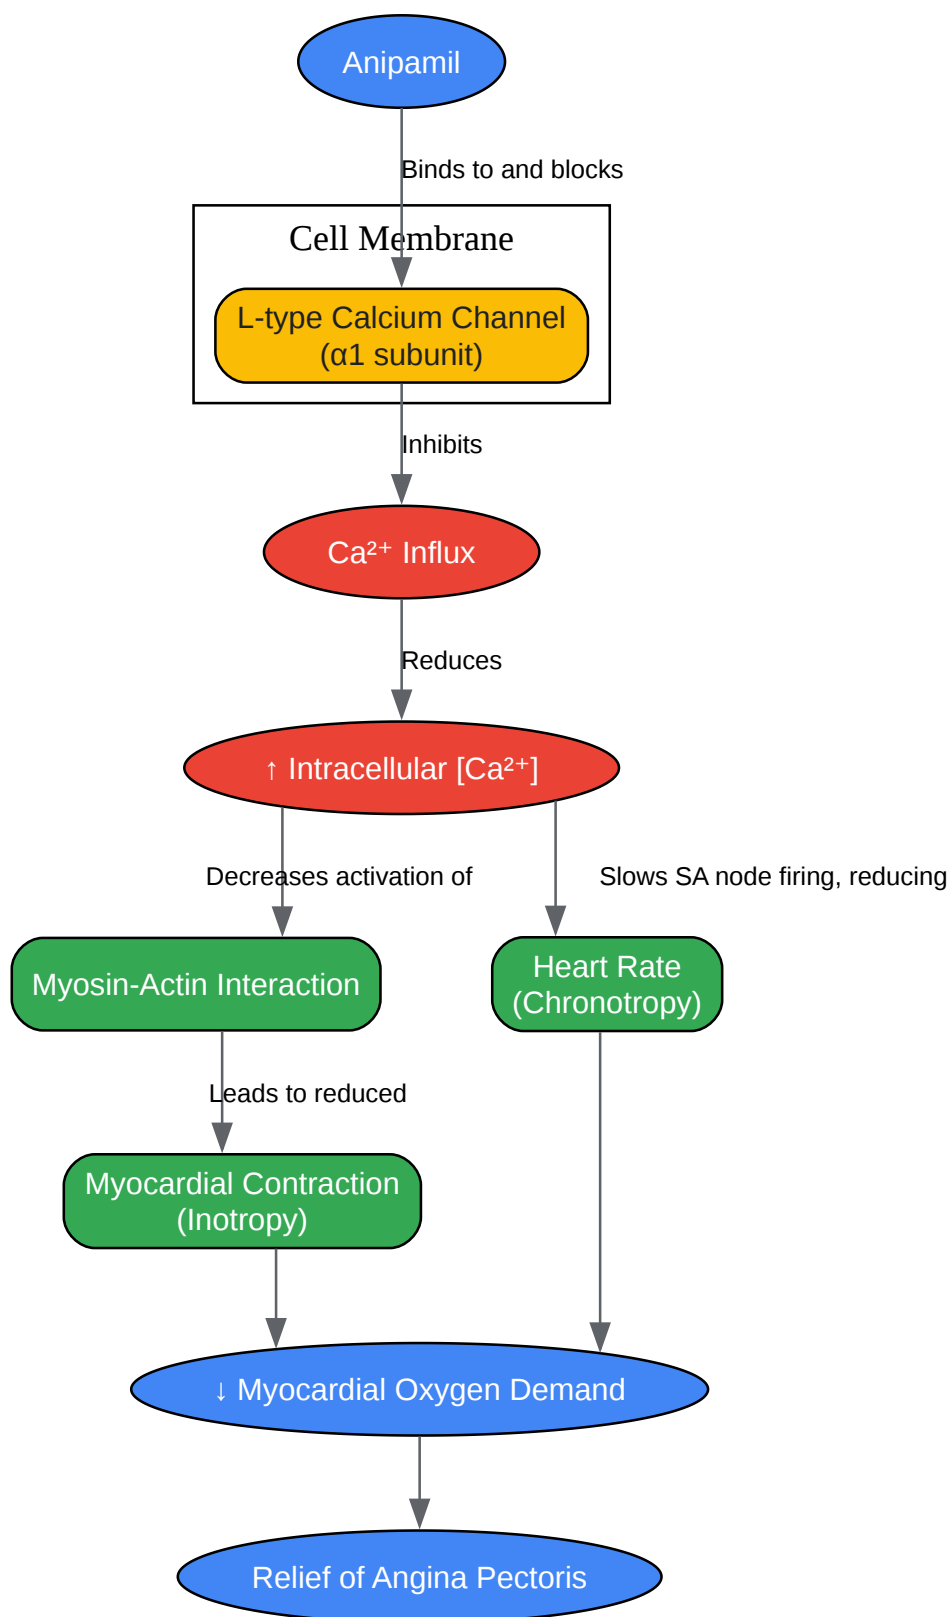 Anipamil
Binds to and blocks
Cell Membrane
L-type Calcium Channel
(α1 subunit)
Inhibits
Ca²⁺ Influx
Reduces
↑ Intracellular [Ca²⁺]
Decreases activation of
Slows SA node firing, reducing
Myosin-Actin Interaction
Heart Rate
(Chronotropy)
Leads to reduced
Myocardial Contraction
(Inotropy)
↓ Myocardial Oxygen Demand
Relief of Angina Pectoris